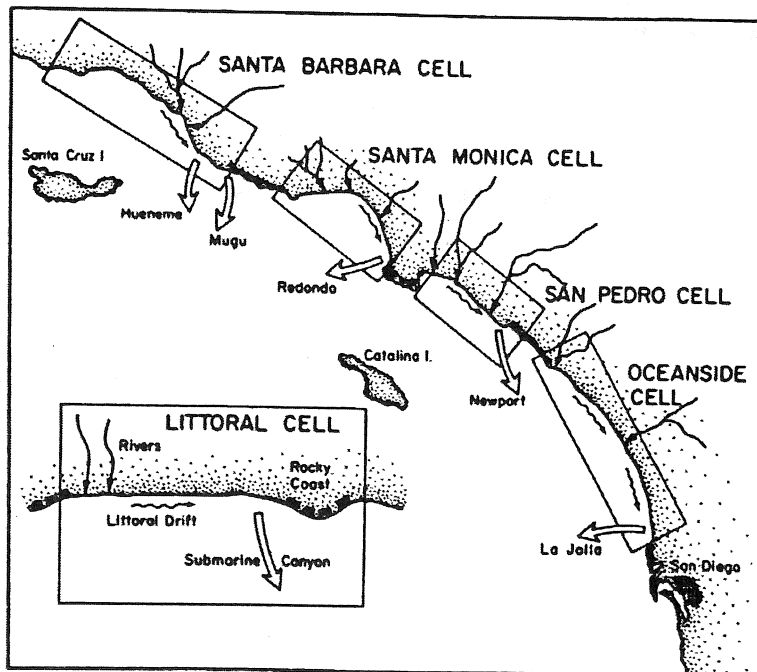 SANTA BARBARA CELL
Santa Cruz I
SANTA MONICA CELL
Hueneme
Mugu
Redondo
SAN PEDRO CELL
Catalina I.
OCEANSIDE
CELL
Newport
LITTORAL CELL
Rivers
Rocky
Coast
Littoral Drift
Submarine Canyon
La Jolla
San Diego